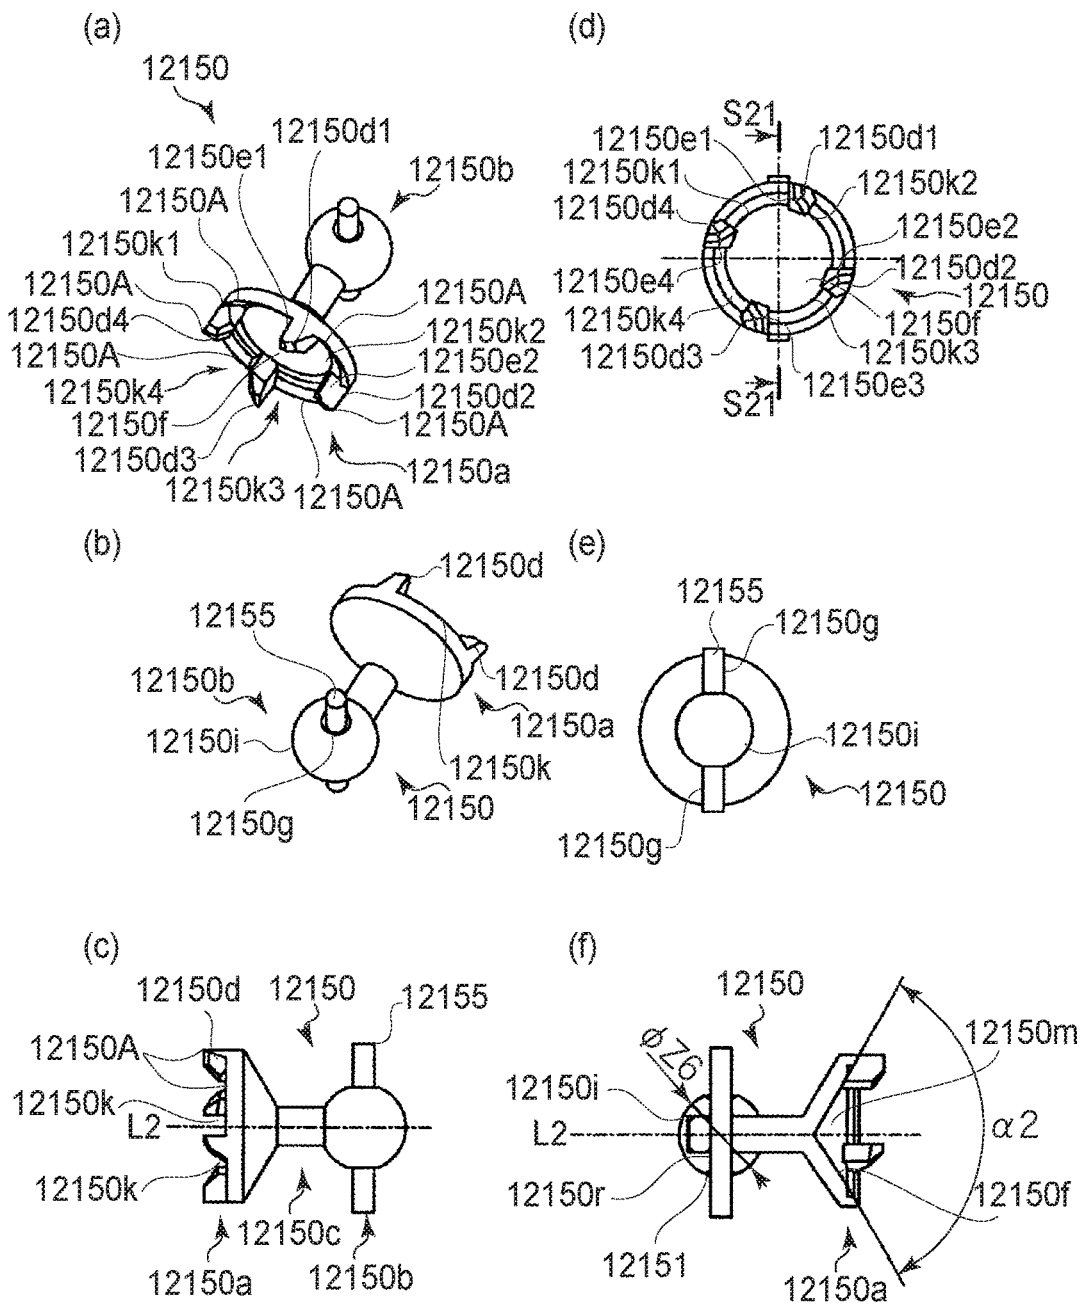 (a)
12150
12150d1
12150e1
12150b
12150A
12150k1
12150A
12150A
12150d4
12150k2
12150A
12150e2
12150k4
12150d2
12150f
12150A
12150d3
12150a
12150k3
12150A
(d)
S21
12150e1
12150d1
12150k1
12150k2
12150d4
12150e2
12150d2
12150e4
12150
12150k4
12150f
12150d3
12150k3
12150e3
S21
(b)
12150d
12155
12150b
12150d
12150a
12150i
12150k
12150
12150g
(e)
12155
12150g
12150i
12150
12150g
(c)
12150d
12150
12155
12150A
12150k
L2
12150k
12150c
12150a
12150b
(f)
12150
φZ6
12150m
12150i
L2
α2
12150r
12150f
12151
12150a